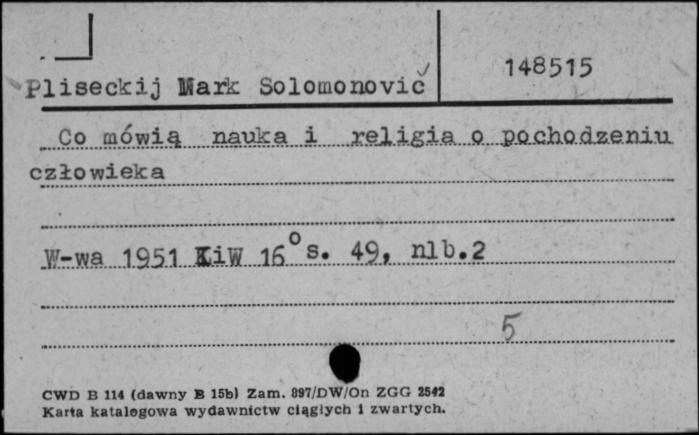 Pliseckij Mark Solomonovič
148515
Co mówią nauka i religia o pochodzeniu
człowieka
W-wa 1951 KiW 16° s. 49, nlb.2
5
CWD B 114 (dawny B 15b) Zam. 897/DW/On ZGG 2542
Karta katalogowa wydawnictw ciągłych i zwartych.